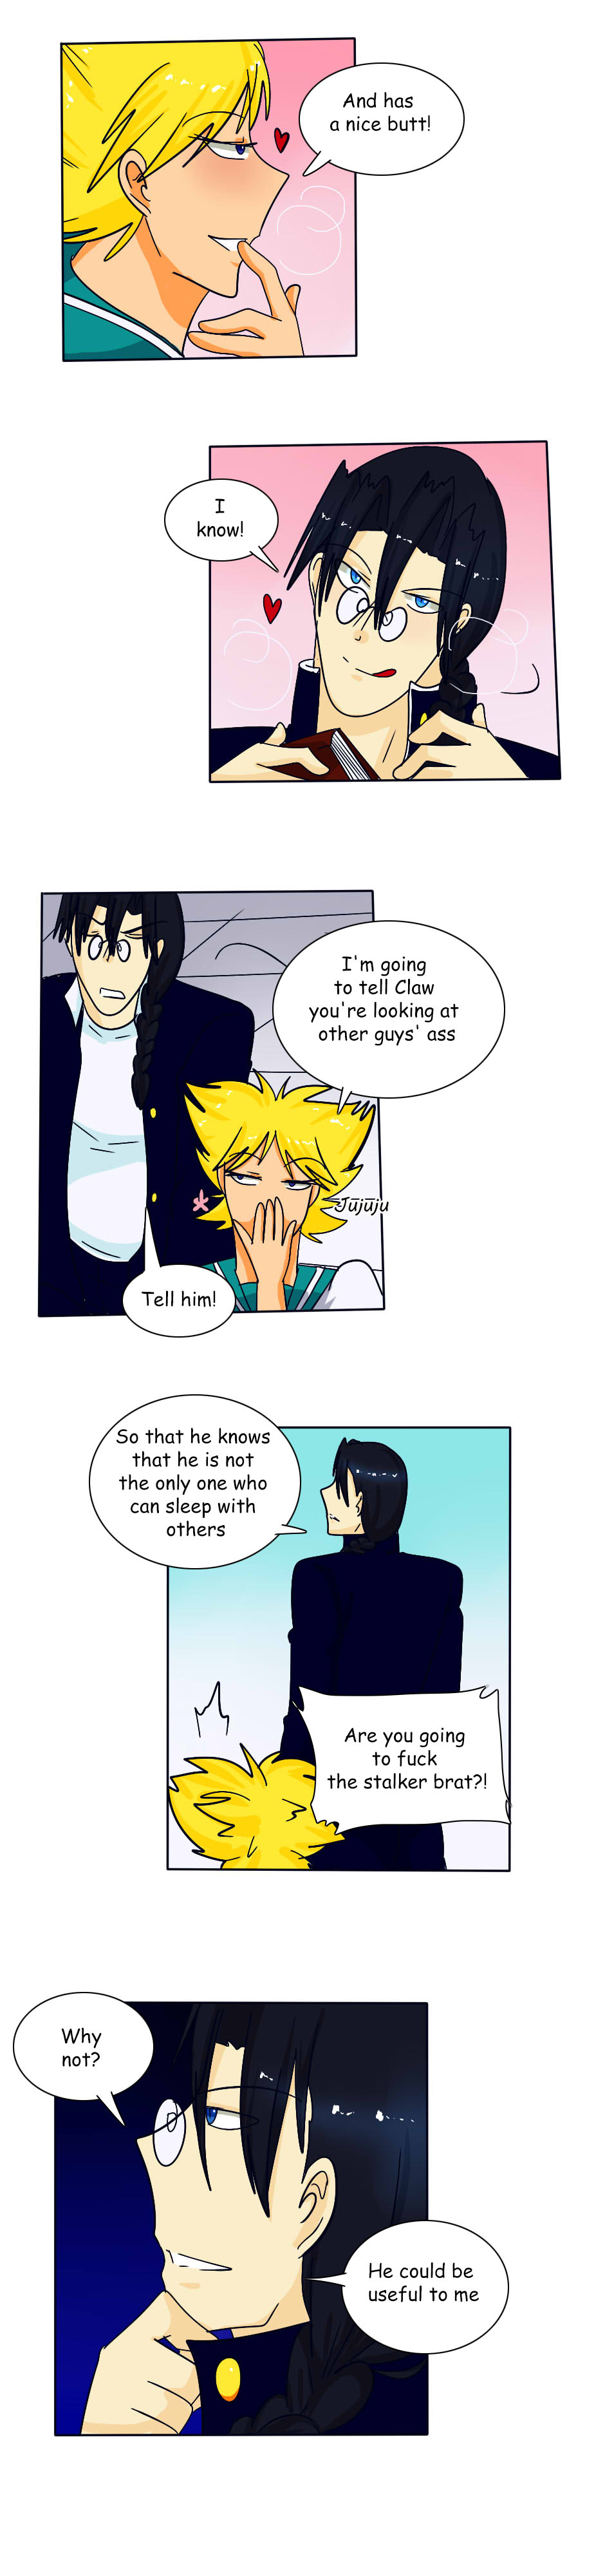 And has
a nice butt!
I
know!
I'm going
to tell Claw
you're looking at
other guys' ass
Jujuju
Tell him!
So that he knows
that he is not
the only one who
can sleep with
others
Are you going
to fuck
the stalker brat?!
Why
not?
He could be
useful to me